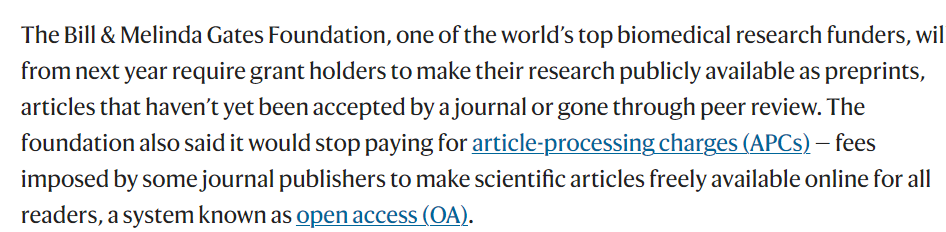 The Bill & Melinda Gates Foundation, one of the world’s top biomedical research funders, wil
from next year require grant holders to make their research publicly available as preprints,
articles that haven’t yet been accepted by a journal or gone through peer review. The
foundation also said it would stop paying for article-processing charges (APCs) — fees
imposed by some journal publishers to make scientific articles freely available online for all
readers, a system known as open access (OA).